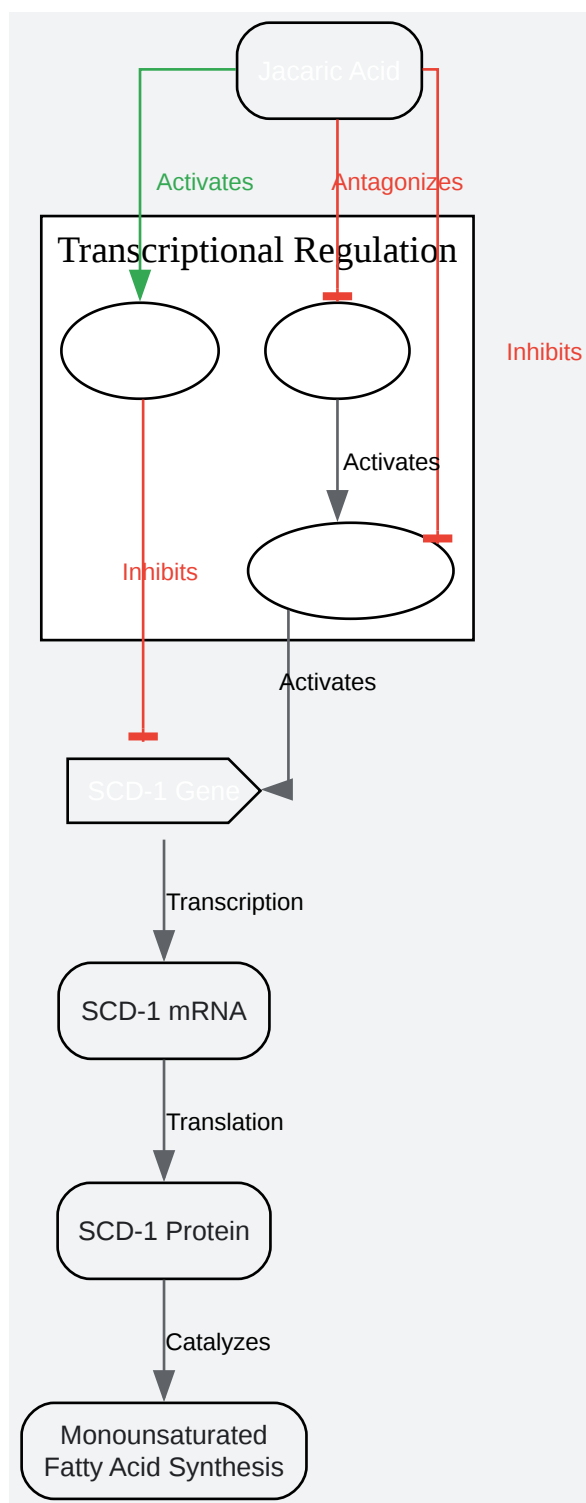 Jacaric Acid
Activates
Antagonizes
Transcriptional Regulation
Inhibits
Activates
Inhibits
Activates
SCD-1 Gene
Transcription
SCD-1 mRNA
Translation
SCD-1 Protein
Catalyzes
Monounsaturated
Fatty Acid Synthesis